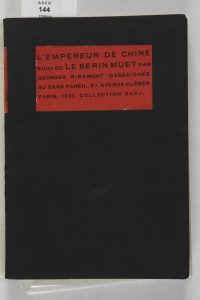 144
L'EMPEREUR DE CHINE
SUIVI DE LE SERIN MUET PAR
GEORGES RIBEMONT-DESSAIGNES.
AU SANS PAREIL, 37, AVENUE KLÉBER
PARIS, 1921. COLLECTION DADA.